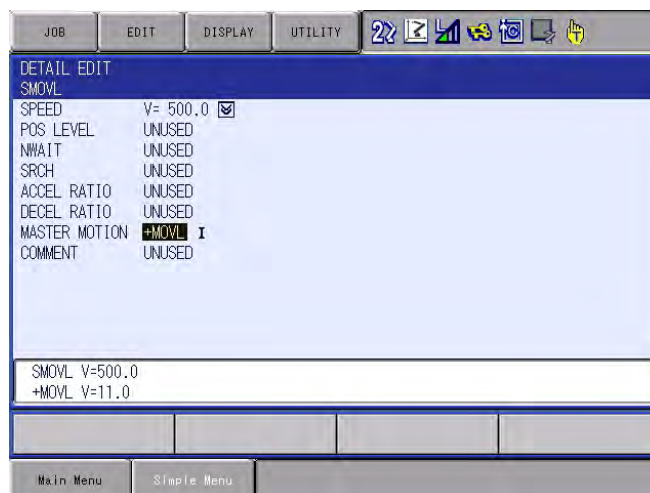 JOB EDIT DISPLAY UTILITY
DETAIL EDIT
SMOVL
SPEED V= 500.0
POS LEVEL UNUSED
NWAIT UNUSED
SRCH UNUSED
ACCEL RATIO UNUSED
DECEL RATIO UNUSED
MASTER MOTION +MOVL
COMMENT UNUSED
SMOVL V=500.0
+MOVL V=11.0
Main Menu Simple Menu